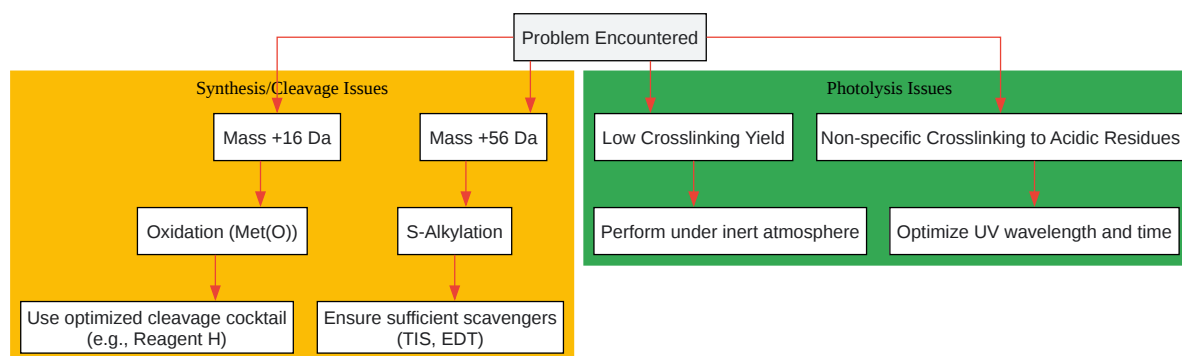 Problem Encountered
Synthesis/Cleavage Issues
Photolysis Issues
Mass +16 Da
Mass +56 Da
Low Crosslinking Yield
Non-specific Crosslinking to Acidic Residues
Oxidation (Met(O))
S-Alkylation
Perform under inert atmosphere
Optimize UV wavelength and time
Use optimized cleavage cocktail
(e.g., Reagent H)
Ensure sufficient scavengers
(TIS, EDT)